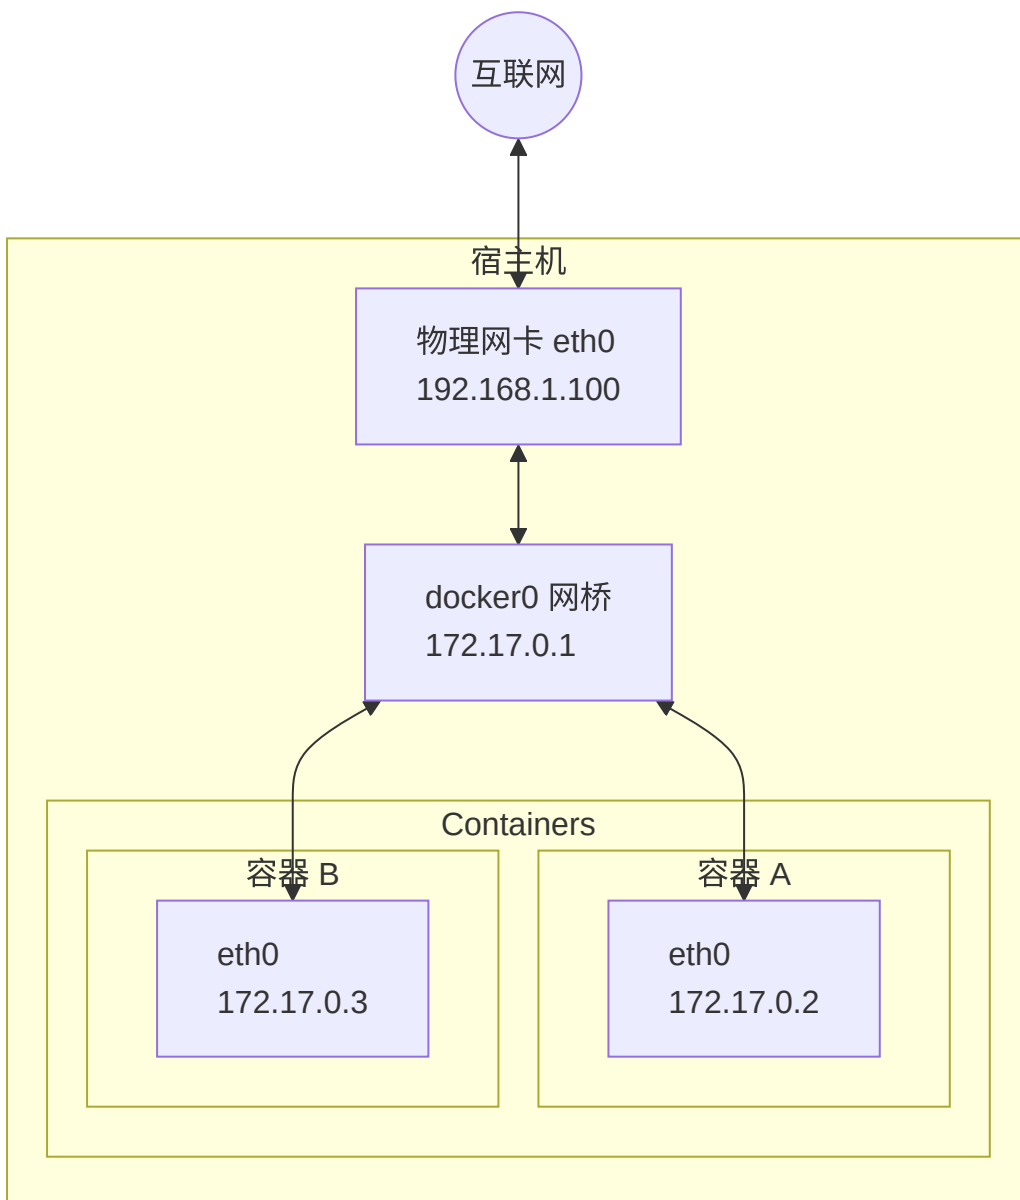 互联网
宿主机
物理网卡 eth0
192.168.1.100
docker0 网桥
172.17.0.1
Containers
容器 B
eth0
172.17.0.3
容器 A
eth0
172.17.0.2